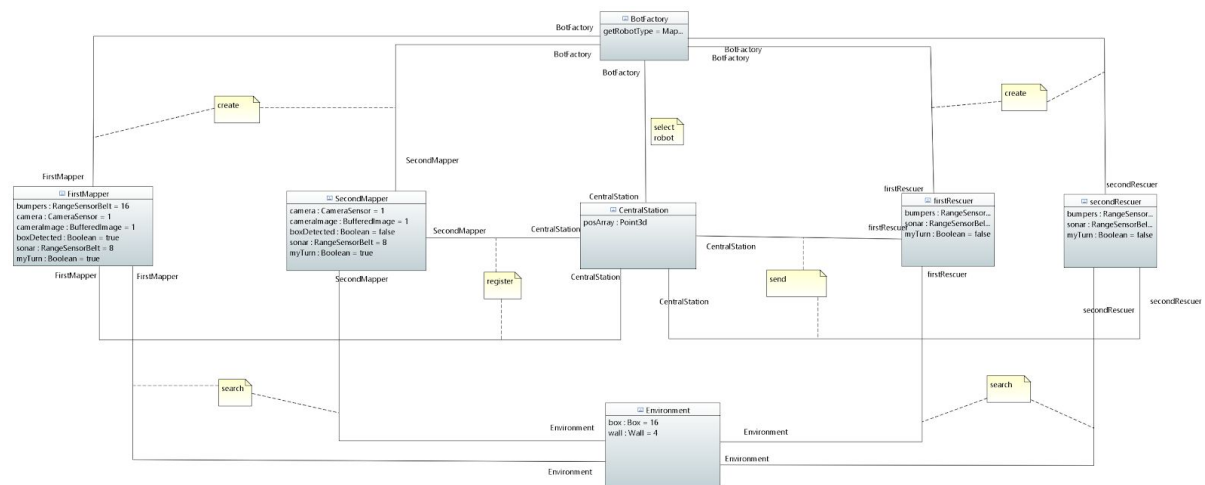 BotFactory
getRobotType = Map...
BotFactory
BotFactory
BotFactory
BotFactory
BotFactory
create
select
robot
create
FirstMapper
SecondMapper
CentralStation
firstRescuer
secondRescuer
FirstMapper
bumpers : RangeSensorBelt = 16
camera : CameraSensor = 1
cameraImage : BufferedImage = 1
boxDetected : Boolean = true
sonar : RangeSensorBelt = 8
myTurn : Boolean = true
SecondMapper
camera : CameraSensor = 1
cameraImage : BufferedImage = 1
boxDetected : Boolean = false
sonar : RangeSensorBelt = 8
myTurn : Boolean = true
CentralStation
posArray : Point3d
firstRescuer
bumpers : RangeSensor...
sonar : RangeSensorBel...
myTurn : Boolean = false
secondRescuer
bumpers : RangeSensor...
sonar : RangeSensorBel...
myTurn : Boolean = false
SecondMapper
CentralStation
CentralStation
firstRescuer
FirstMapper
FirstMapper
SecondMapper
register
CentralStation
CentralStation
send
firstRescuer
secondRescuer
secondRescuer
search
search
Environment
box : Box = 16
wall : Wall = 4
Environment
Environment
Environment
Environment